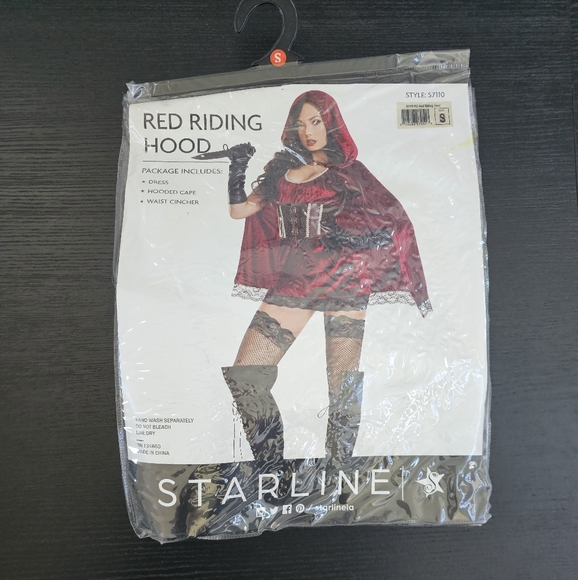 S
STYLE: S7110
S
RED RIDING
HOOD
PACKAGE INCLUDES:
• DRESS
• HOODED CAPE
• WAIST CINCHER
HAND WASH SEPARATELY
DO NOT BLEACH
LINE DRY
MADE IN CHINA
STARLINE
/ starlinela